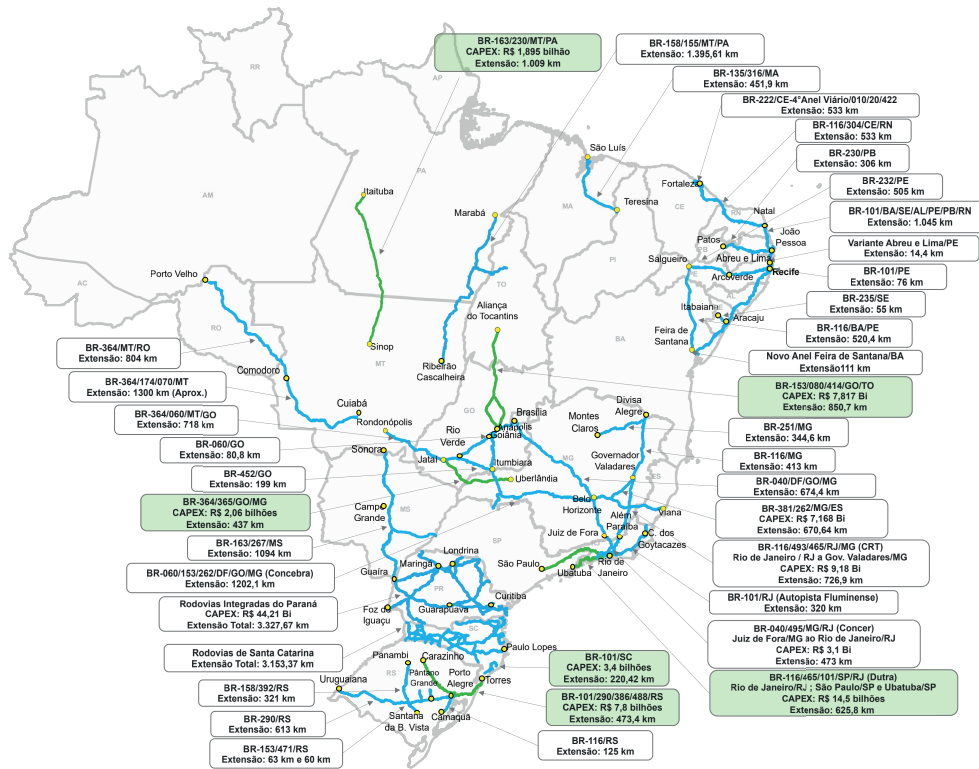 BR-163/230/MT/PA
CAPEX: R$ 1,895 bilhão
Extensão: 1.009 km
BR-158/155/MT/PA
Extensão: 1.395,61 km
BR-135/316/MA
Extensão: 451,9 km
BR-222/CE-4°Anel Viário/010/20/422
Extensão: 533 km
BR-116/304/CE/RN
Extensão: 533 km
BR-230/PB
Extensão: 306 km
BR-232/PE
Extensão: 505 km
BR-101/BA/SE/AL/PE/PB/RN
Extensão: 1.045 km
Variante Abreu e Lima/PE
Extensão: 14,4 km
BR-101/PE
Extensão: 76 km
BR-235/SE
Extensão: 55 km
BR-116/BA/PE
Extensão: 520,4 km
Novo Anel Feira de Santana/BA
Extensão111 km
BR-153/080/414/GO/TO
CAPEX: R$ 7,817 Bi
Extensão: 850,7 km
BR-251/MG
Extensão: 344,6 km
BR-116/MG
Extensão: 413 km
BR-040/DF/GO/MG
Extensão: 674,4 km
BR-381/262/MG/ES
CAPEX: R$ 7,168 Bi
Extensão: 670,64 km
BR-116/493/465/RJ/MG (CRT)
Rio de Janeiro / RJ a Gov. Valadares/MG
CAPEX: R$ 9,18 Bi
Extensão: 726,9 km
BR-101/RJ (Autopista Fluminense)
Extensão: 320 km
BR-040/495/MG/RJ (Concer)
Juiz de Fora/MG ao Rio de Janeiro/RJ
CAPEX: R$ 3,1 Bi
Extensão: 473 km
BR-116/465/101/SP/RJ (Dutra)
Rio de Janeiro/RJ ; São Paulo/SP e Ubatuba/SP
CAPEX: R$ 14,5 bilhões
Extensão: 625,8 km
BR-364/MT/RO
Extensão: 804 km
BR-364/174/070/MT
Extensão: 1300 km (Aprox.)
BR-364/060/MT/GO
Extensão: 718 km
BR-060/GO
Extensão: 80,8 km
BR-452/GO
Extensão: 199 km
BR-364/365/GO/MG
CAPEX: R$ 2,06 bilhões
Extensão: 437 km
BR-163/267/MS
Extensão: 1094 km
BR-060/153/262/DF/GO/MG (Concebra)
Extensão: 1202,1 km
Rodovias Integradas do Paraná
CAPEX: R$ 44,21 Bi
Extensão Total: 3.327,67 km
Rodovias de Santa Catarina
Extensão Total: 3.153,37 km
BR-158/392/RS
Extensão: 321 km
BR-290/RS
Extensão: 613 km
BR-153/471/RS
Extensão: 63 km e 60 km
BR-101/SC
CAPEX: 3,4 bilhões
Extensão: 220,42 km
BR-101/290/386/488/RS
CAPEX: R$ 7,8 bilhões
Extensão: 473,4 km
BR-116/RS
Extensão: 125 km
RR
AP
AM
PA
AC
RO
MT
TO
MA
PI
CE
RN
PB
PE
AL
SE
BA
GO
MG
ES
MS
SP
PR
SC
RS
São Luís
Teresina
Fortaleza
Natal
João
Pessoa
Patos
Abreu e Lima
Salgueiro
Arcoverde
Recife
Itabaiana
Aracaju
Feira de
Santana
Itaituba
Marabá
Porto Velho
Aliança
do Tocantins
Sinop
Ribeirão
Cascalheira
Comodoro
Cuiabá
Rondonópolis
Sonora
Rio
Verde
Brasília
Anápolis
Goiânia
Jataí
Itumbiara
Uberlândia
Montes
Claros
Divisa
Alegre
Governador
Valadares
Belo
Horizonte
Viana
Além
Paraíba
Juiz de Fora
C. dos
Goytacazes
Rio de
Janeiro
São Paulo
Ubatuba
Campo
Grande
Londrina
Maringá
Guaíra
Foz do
Iguaçu
Guarapuava
Curitiba
Paulo Lopes
Panambi
Carazinho
Pântano
Grande
Porto
Alegre
Torres
Uruguaiana
Santana
da B. Vista
Camaquã